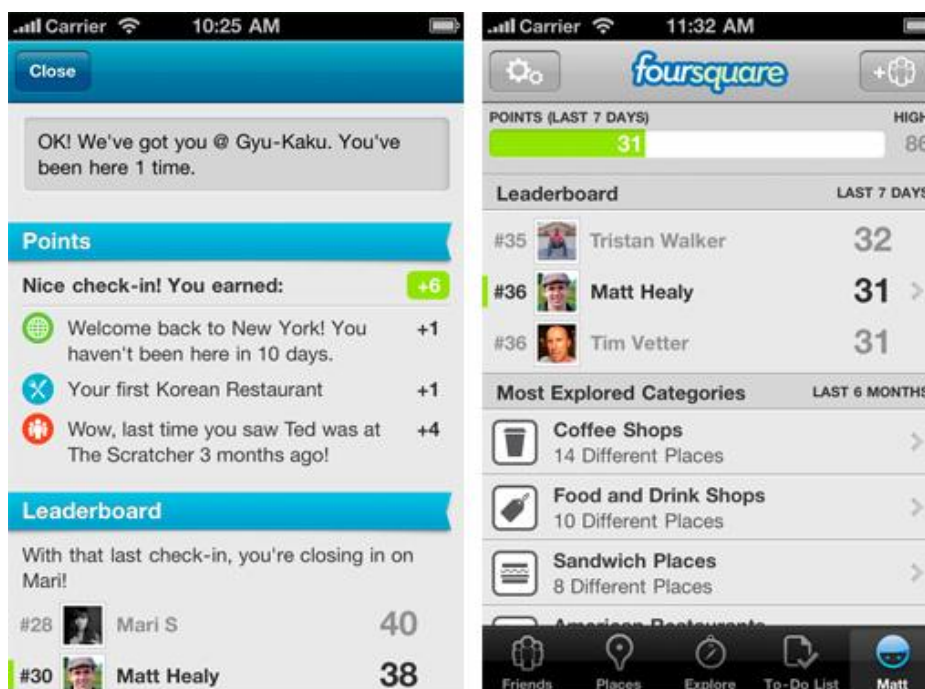 Carrier 10:25 AM
Close
OK! We've got you @ Gyu-Kaku. You've
been here 1 time.
Points
Nice check-in! You earned: +6
Welcome back to New York! You +1
haven't been here in 10 days.
Your first Korean Restaurant +1
Wow, last time you saw Ted was at +4
The Scratcher 3 months ago!
Leaderboard
With that last check-in, you're closing in on
Mari!
#28 Mari S 40
#30 Matt Healy 38
Carrier 11:32 AM
foursquare
+
POINTS (LAST 7 DAYS) HIGH
31 86
Leaderboard LAST 7 DAYS
#35 Tristan Walker 32
#36 Matt Healy 31
#36 Tim Vetter 31
Most Explored Categories LAST 6 MONTHS
Coffee Shops
14 Different Places
Food and Drink Shops
10 Different Places
Sandwich Places
8 Different Places
American Restaurants
Friends Places Explore To-Do List Matt